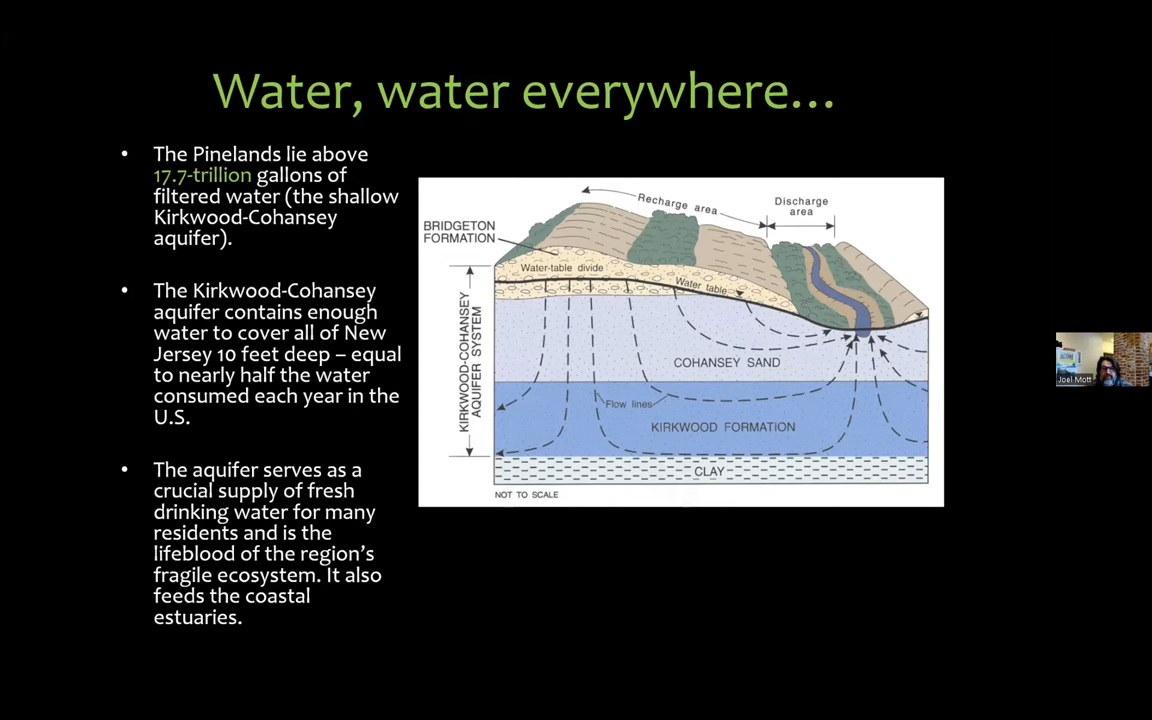 Water, water everywhere…
• The Pinelands lie above
17.7-trillion gallons of
filtered water (the shallow
Kirkwood-Cohansey
aquifer).
• The Kirkwood-Cohansey
aquifer contains enough
water to cover all of New
Jersey 10 feet deep – equal
to nearly half the water
consumed each year in the
U.S.
• The aquifer serves as a
crucial supply of fresh
drinking water for many
residents and is the
lifeblood of the region’s
fragile ecosystem. It also
feeds the coastal
estuaries.
Recharge area
Discharge
area
BRIDGETON
FORMATION
Water-table divide
Water table
KIRKWOOD-COHANSEY
AQUIFER SYSTEM
COHANSEY SAND
Flow lines
KIRKWOOD FORMATION
CLAY
NOT TO SCALE
Joel Mott